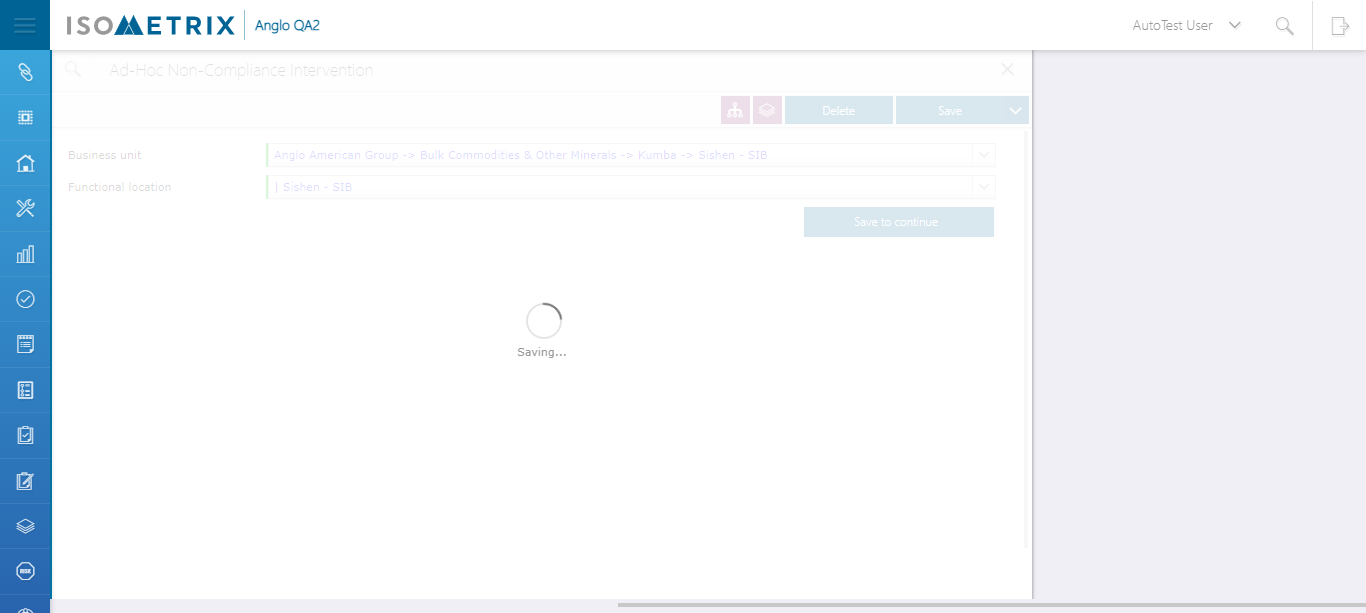 ISOMETRIX Anglo QA2 AutoTest User
Ad-Hoc Non-Compliance Intervention
Delete Save
Business unit Anglo American Group -> Bulk Commodities & Other Minerals -> Kumba -> Sishen - SIB
Functional location | Sishen - SIB
Save to continue
Saving...
RISK